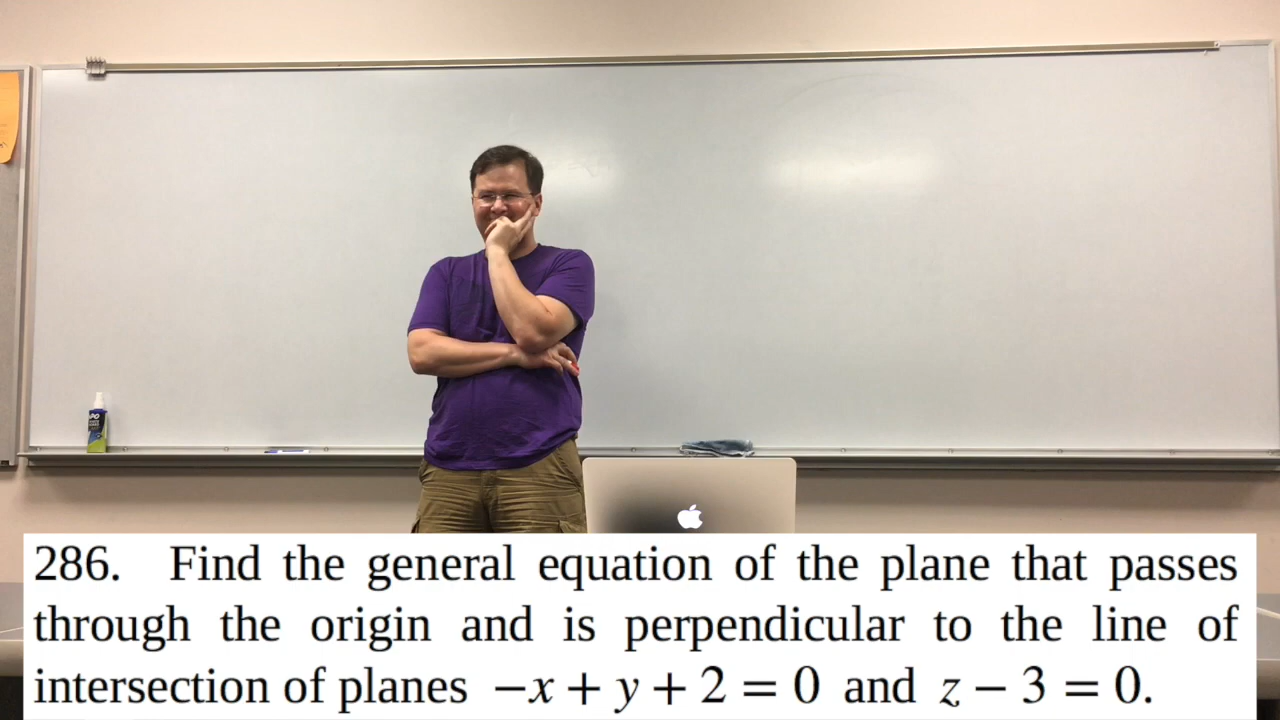 286. Find the general equation of the plane that passes
through the origin and is perpendicular to the line of
intersection of planes −x + y + 2 = 0 and z − 3 = 0.